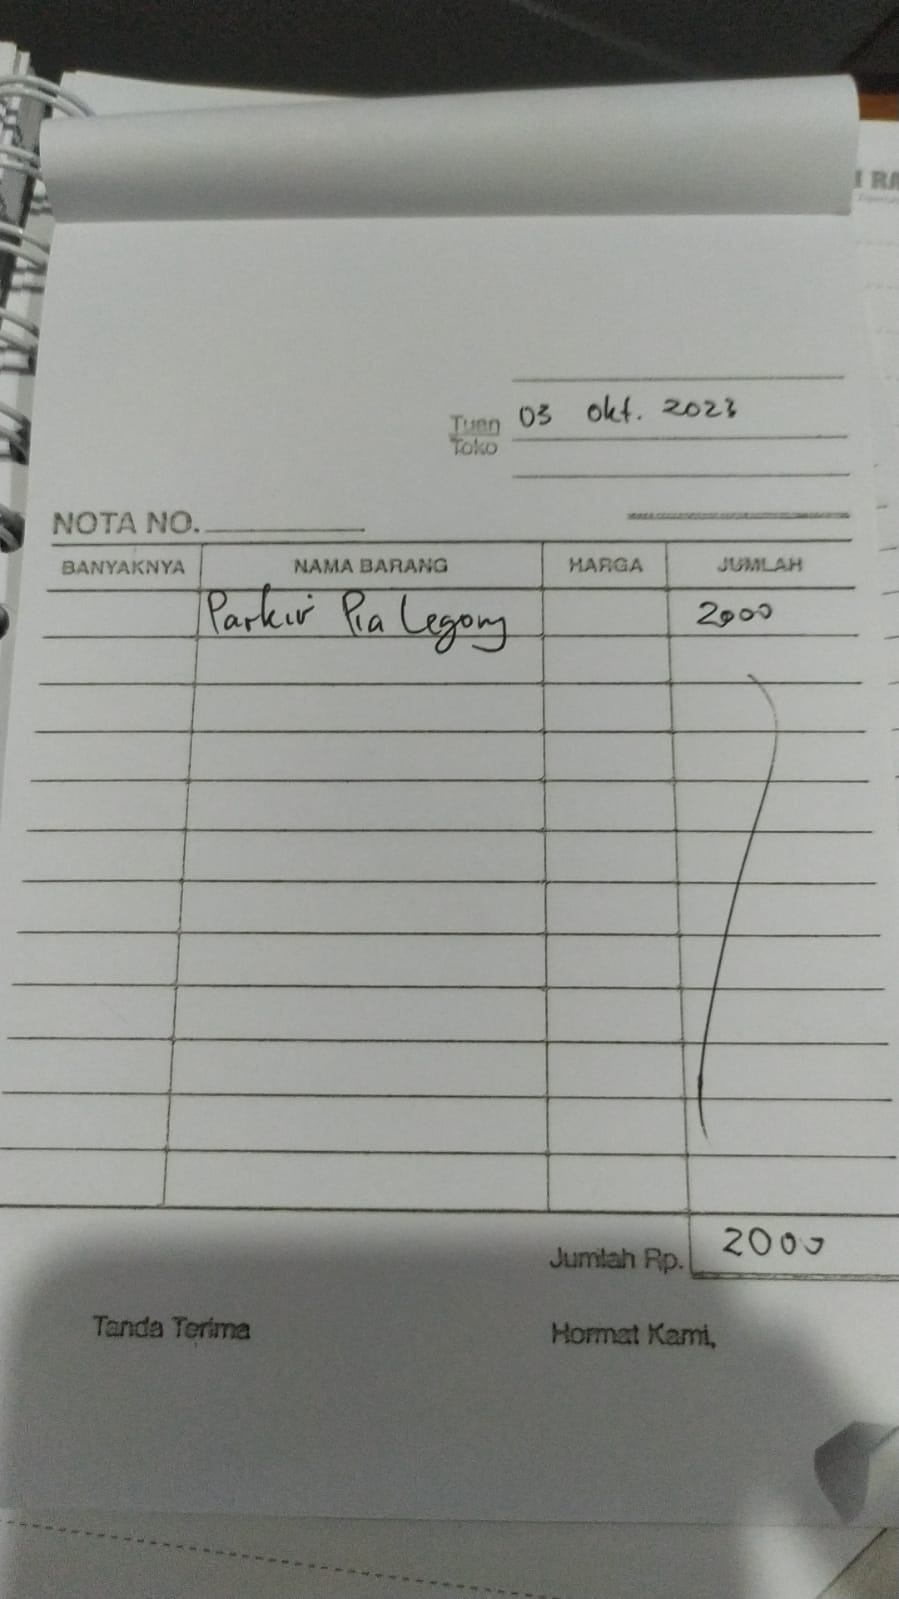 I RA
03 Okt. 2023
Tuan
Toko
NOTA NO.
BANYAKNYA NAMA BARANG HARGA JUMLAH
Parkir Pia Legong 2000
Jumlah Rp. 2000
Tanda Terima Hormat Kami,